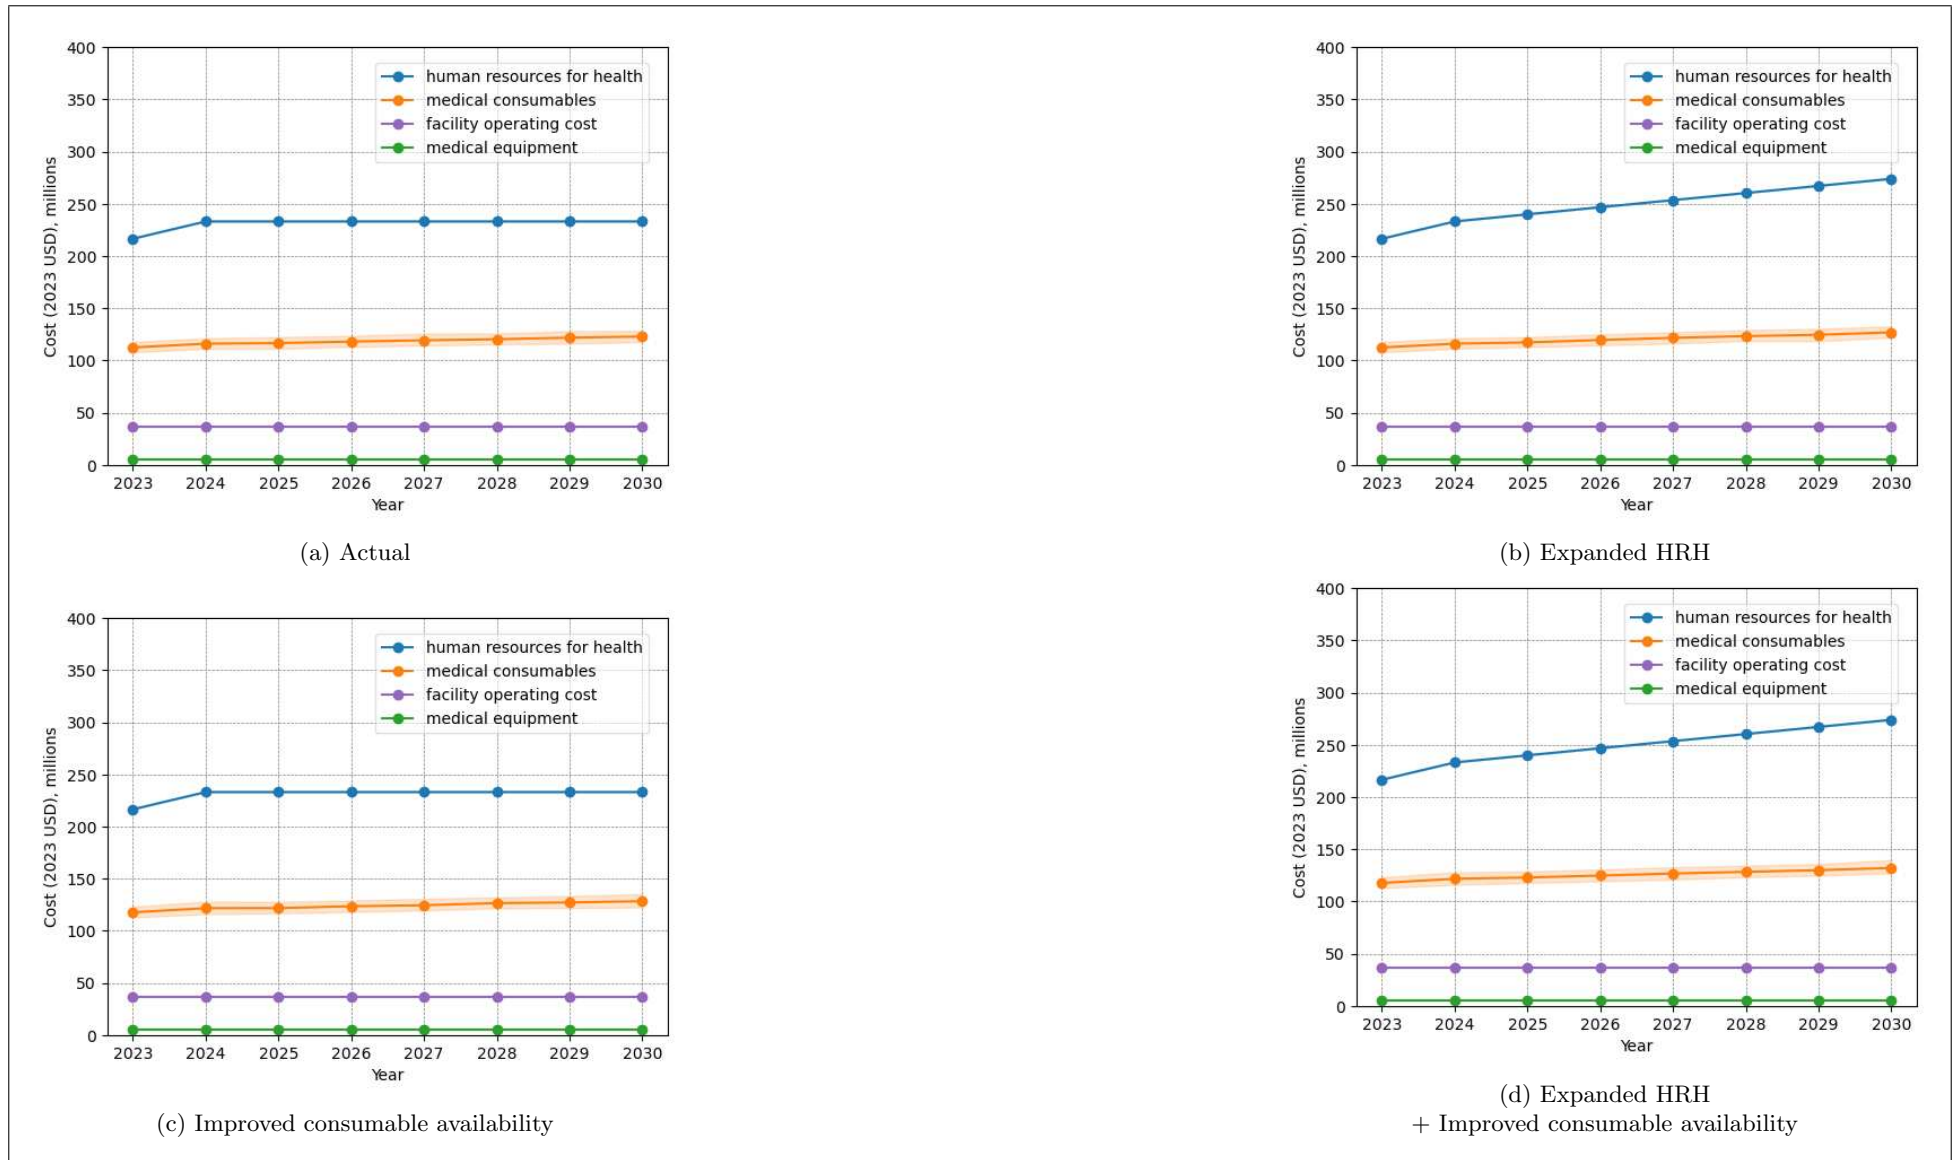 400
350
300
250
200
150
100
50
0
Cost (2023 USD), millions
human resources for health
medical consumables
facility operating cost
medical equipment
2023 2024 2025 2026 2027 2028 2029 2030
Year
(a) Actual
400
350
300
250
200
150
100
50
0
Cost (2023 USD), millions
human resources for health
medical consumables
facility operating cost
medical equipment
2023 2024 2025 2026 2027 2028 2029 2030
Year
(b) Expanded HRH
400
350
300
250
200
150
100
50
0
Cost (2023 USD), millions
human resources for health
medical consumables
facility operating cost
medical equipment
2023 2024 2025 2026 2027 2028 2029 2030
Year
(c) Improved consumable availability
400
350
300
250
200
150
100
50
0
Cost (2023 USD), millions
human resources for health
medical consumables
facility operating cost
medical equipment
2023 2024 2025 2026 2027 2028 2029 2030
Year
(d) Expanded HRH
+ Improved consumable availability